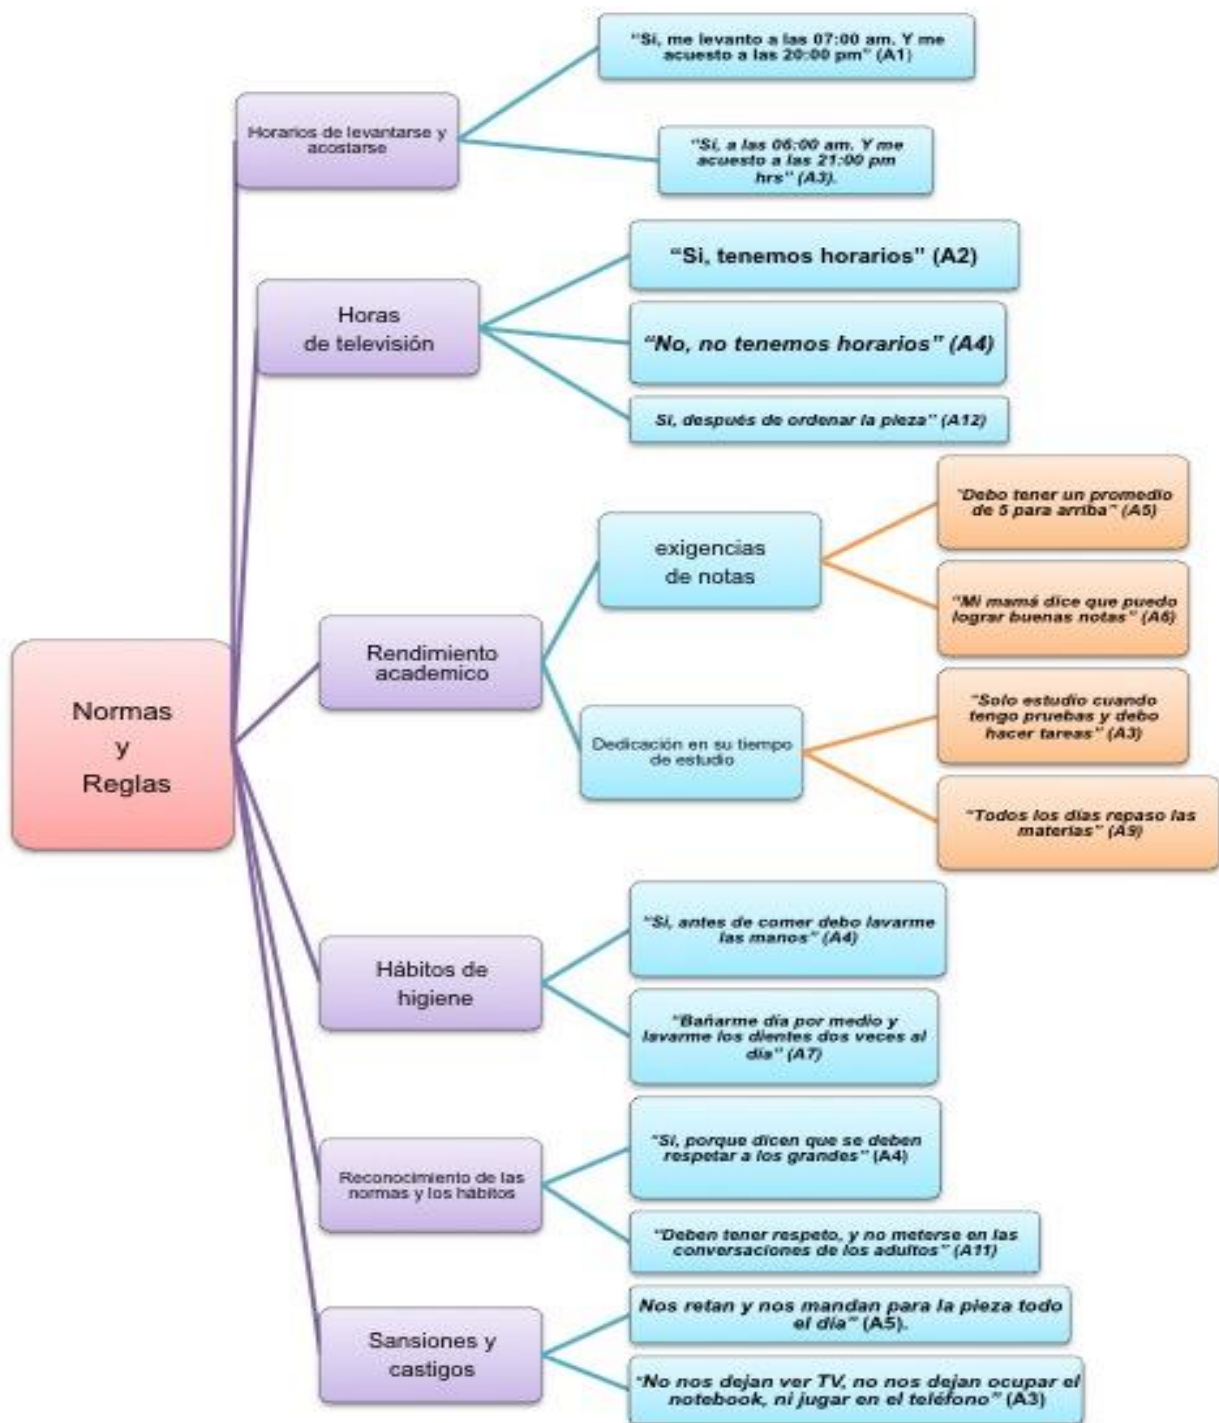 "Sí, me levanto a las 07:00 am. Y me
acuesto a las 20:00 pm" (A1)
Horarios de levantarse y
acostarse
"Sí, a las 06:00 am. Y me
acuesto a las 21:00 pm
hrs" (A3).
"Si, tenemos horarios" (A2)
Horas
de televisión
"No, no tenemos horarios" (A4)
Sí, después de ordenar la pieza" (A12)
"Debo tener un promedio
de 5 para arriba" (A5)
exigencias
de notas
"Mi mamá dice que puedo
lograr buenas notas" (A6)
Rendimiento
academico
"Solo estudio cuando
tengo pruebas y debo
hacer tareas" (A3)
Dedicación en su tiempo
de estudio
"Todos los días repaso las
materias" (A9)
Normas
y
Reglas
"Si, antes de comer debo lavarme
las manos" (A4)
Hábitos de
higiene
"Bañarme día por medio y
lavarme los dientes dos veces al
día" (A7)
"Si, porque dicen que se deben
respetar a los grandes" (A4)
Reconocimiento de las
normas y los hábitos
"Deben tener respeto, y no meterse en las
conversaciones de los adultos" (A11)
Nos retan y nos mandan para la pieza todo
el día" (A5).
Sansiones y
castigos
"No nos dejan ver TV, no nos dejan ocupar el
notebook, ni jugar en el teléfono" (A3)